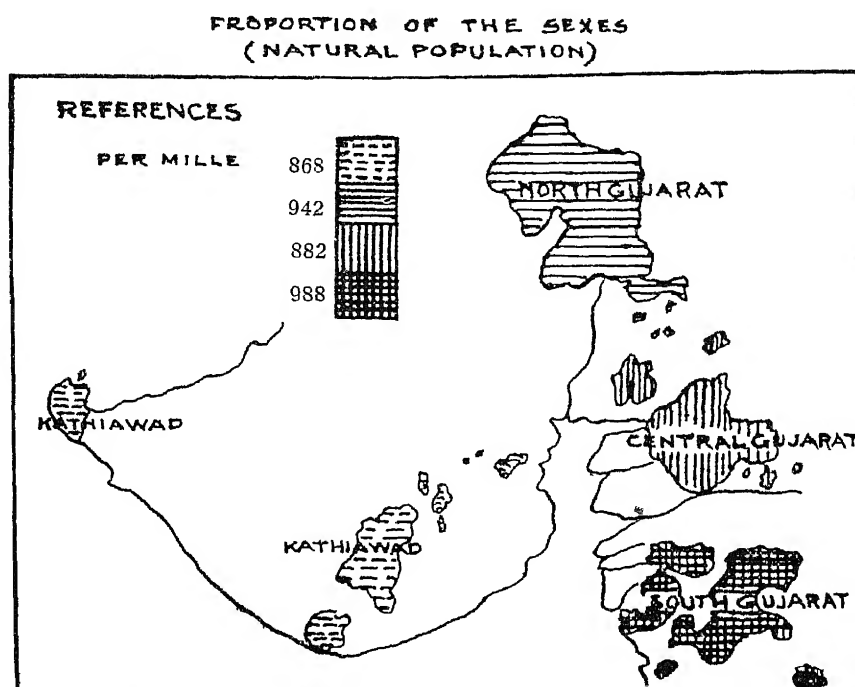 PROPORTION OF THE SEXES
(NATURAL POPULATION)
REFERENCES
PER MILLE
868
942
882
988
NORTH GUJARAT
KATHIAWAD
CENTRAL GUJARAT
KATHIAWAD
SOUTH GUJARAT